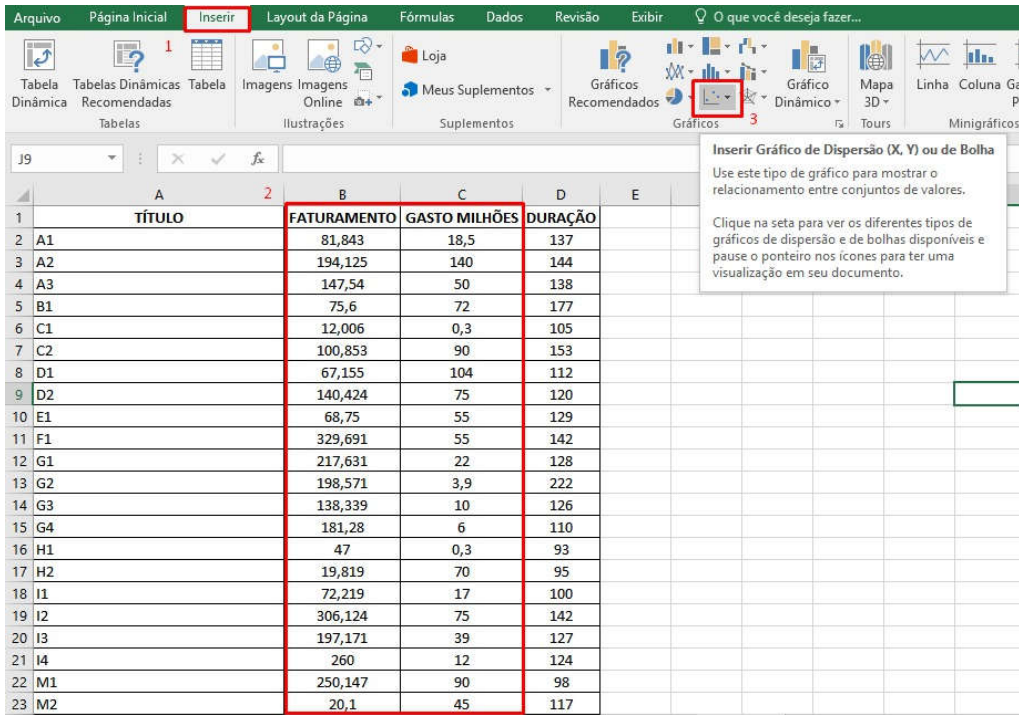 Arquivo Página Inicial Inserir Layout da Página Fórmulas Dados Revisão Exibir O que você deseja fazer...
1
Tabela Dinâmica
Tabelas Dinâmicas Recomendadas
Tabela
Imagens
Imagens Online
Loja
Meus Suplementos
Gráficos Recomendados
Gráfico Dinâmico
Mapa 3D
Linha Coluna
Tabelas Ilustrações Suplementos Gráficos 3 Tours Minigráficos
J9 fx
Inserir Gráfico de Dispersão (X, Y) ou de Bolha
Use este tipo de gráfico para mostrar o
relacionamento entre conjuntos de valores.
Clique na seta para ver os diferentes tipos de
gráficos de dispersão e de bolhas disponíveis e
pause o ponteiro nos ícones para ter uma
visualização em seu documento.
A 2 B C D E
1 TÍTULO FATURAMENTO GASTO MILHÕES DURAÇÃO
2 A1 81,843 18,5 137
3 A2 194,125 140 144
4 A3 147,54 50 138
5 B1 75,6 72 177
6 C1 12,006 0,3 105
7 C2 100,853 90 153
8 D1 67,155 104 112
9 D2 140,424 75 120
10 E1 68,75 55 129
11 F1 329,691 55 142
12 G1 217,631 22 128
13 G2 198,571 3,9 222
14 G3 138,339 10 126
15 G4 181,28 6 110
16 H1 47 0,3 93
17 H2 19,819 70 95
18 I1 72,219 17 100
19 I2 306,124 75 142
20 I3 197,171 39 127
21 I4 260 12 124
22 M1 250,147 90 98
23 M2 20,1 45 117